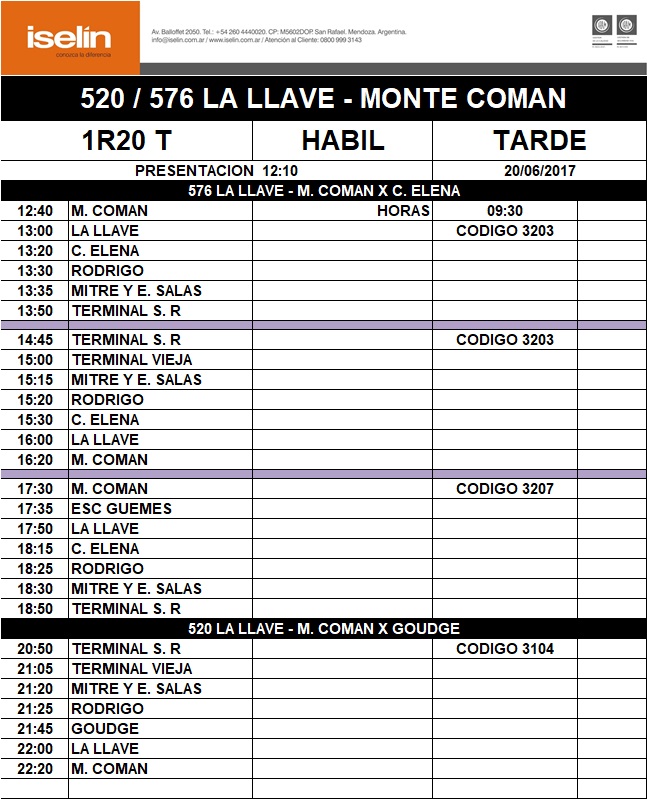 iselín
conozca la diferencia
Av. Balloffet 2050. Tel.: +54 260 4440020. CP: M5602DOP. San Rafael. Mendoza. Argentina.
info@iselin.com.ar / www.iselin.com.ar / Atención al Cliente: 0800 999 3143
520 / 576 LA LLAVE - MONTE COMAN
1R20 T HABIL TARDE
PRESENTACION 12:10 20/06/2017
576 LA LLAVE - M. COMAN X C. ELENA
12:40 M. COMAN HORAS 09:30
13:00 LA LLAVE CODIGO 3203
13:20 C. ELENA
13:30 RODRIGO
13:35 MITRE Y E. SALAS
13:50 TERMINAL S. R
14:45 TERMINAL S. R CODIGO 3203
15:00 TERMINAL VIEJA
15:15 MITRE Y E. SALAS
15:20 RODRIGO
15:30 C. ELENA
16:00 LA LLAVE
16:20 M. COMAN
17:30 M. COMAN CODIGO 3207
17:35 ESC GUEMES
17:50 LA LLAVE
18:15 C. ELENA
18:25 RODRIGO
18:30 MITRE Y E. SALAS
18:50 TERMINAL S. R
520 LA LLAVE - M. COMAN X GOUDGE
20:50 TERMINAL S. R CODIGO 3104
21:05 TERMINAL VIEJA
21:20 MITRE Y E. SALAS
21:25 RODRIGO
21:45 GOUDGE
22:00 LA LLAVE
22:20 M. COMAN